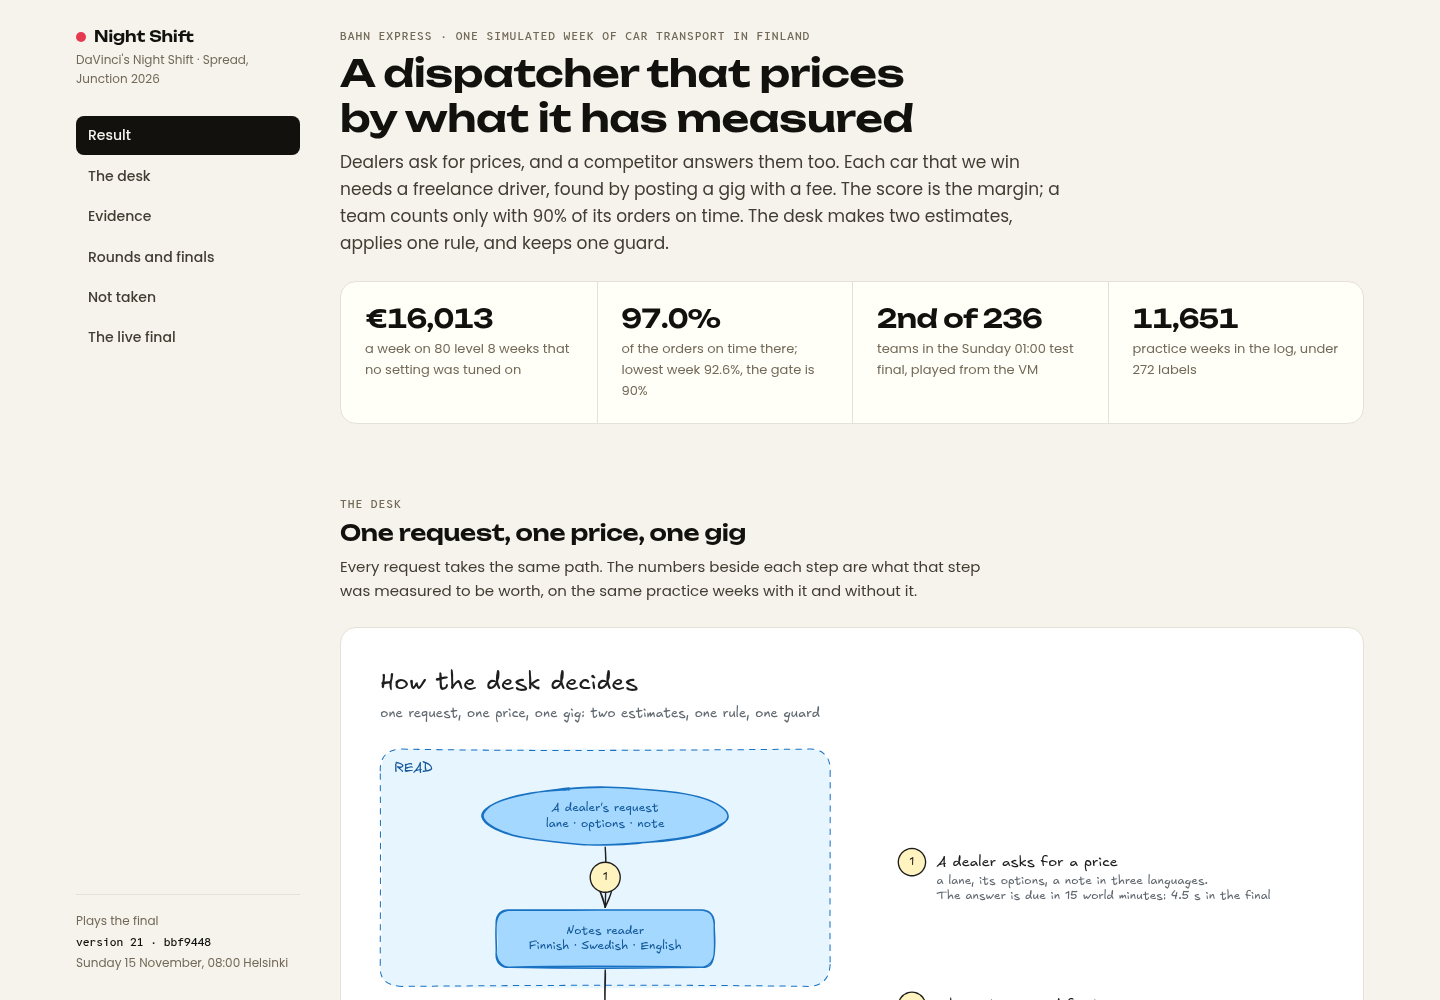 Night Shift
DaVinci's Night Shift · Spread,
Junction 2026
Result
The desk
Evidence
Rounds and finals
Not taken
The live final
Plays the final
version 21 · bbf9448
Sunday 15 November, 08:00 Helsinki
BAHN EXPRESS · ONE SIMULATED WEEK OF CAR TRANSPORT IN FINLAND
A dispatcher that prices
by what it has measured
Dealers ask for prices, and a competitor answers them too. Each car that we win
needs a freelance driver, found by posting a gig with a fee. The score is the margin; a
team counts only with 90% of its orders on time. The desk makes two estimates,
applies one rule, and keeps one guard.
€16,013
a week on 80 level 8 weeks that
no setting was tuned on
97.0%
of the orders on time there;
lowest week 92.6%, the gate is
90%
2nd of 236
teams in the Sunday 01:00 test
final, played from the VM
11,651
practice weeks in the log, under
272 labels
THE DESK
One request, one price, one gig
Every request takes the same path. The numbers beside each step are what that step
was measured to be worth, on the same practice weeks with it and without it.
How the desk decides
one request, one price, one gig: two estimates, one rule, one guard
READ
A dealer's request
lane · options · note
1
Notes reader
Finnish · Swedish · English
1
A dealer asks for a price
a lane, its options, a note in three languages.
The answer is due in 15 world minutes: 4.5 s in the final